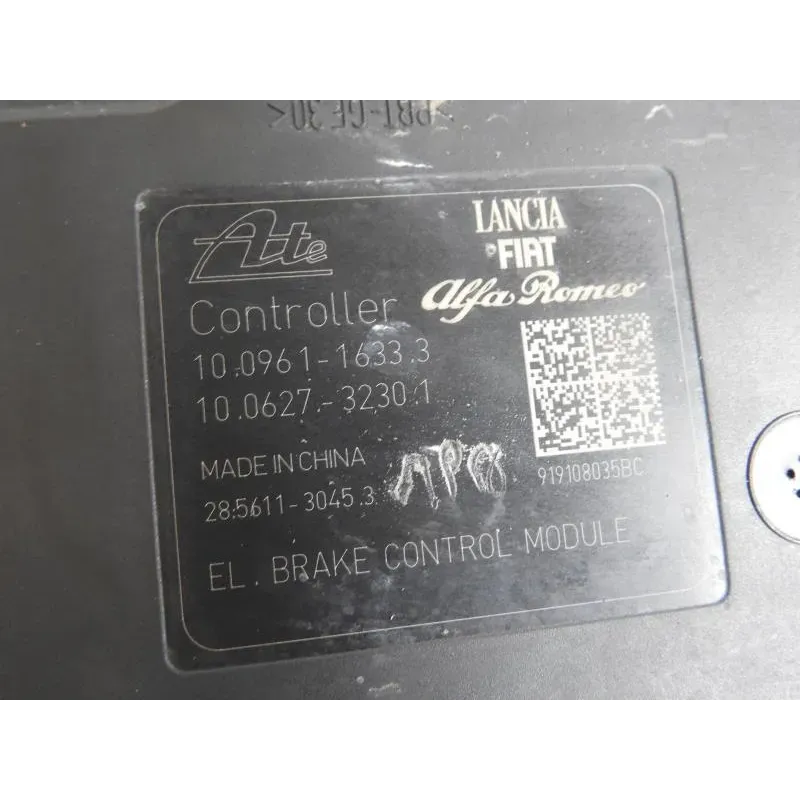 >PBT-GF30<
Ate
LANCIA
FIAT
Alfa Romeo
Controller
10.0961-1633.3
10.0627-3230.1
MADE IN CHINA
28.5611-3045.3
919108035BC
EL. BRAKE CONTROL MODULE